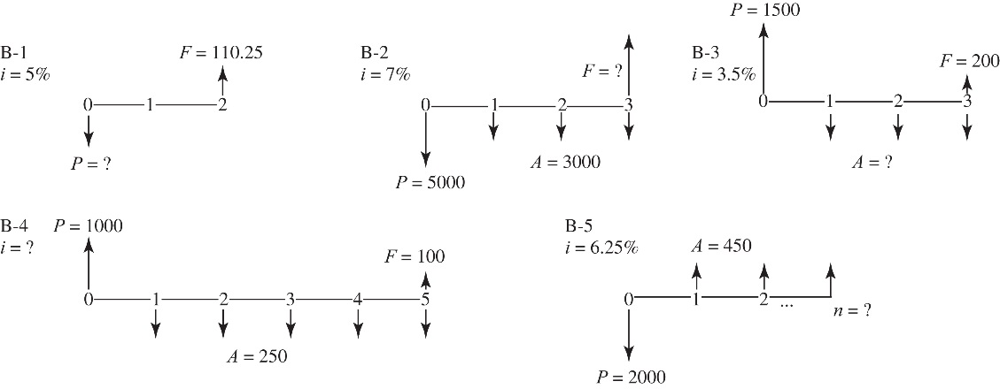 B-1
i = 5%
F = 110.25
0 1 2
P = ?
B-2
i = 7%
F = ?
0 1 2 3
A = 3000
P = 5000
P = 1500
B-3
i = 3.5%
F = 200
0 1 2 3
A = ?
B-4
i = ?
P = 1000
F = 100
0 1 2 3 4 5
A = 250
B-5
i = 6.25%
A = 450
0 1 2 ...
n = ?
P = 2000